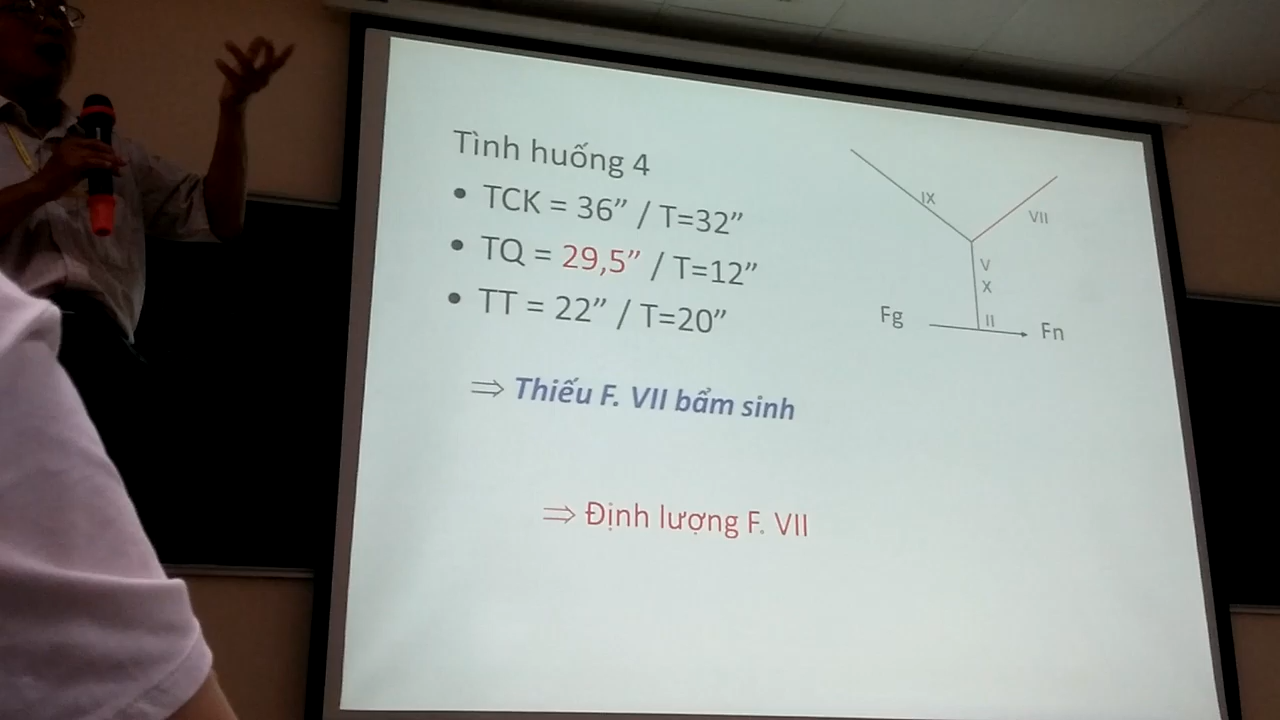 Tình huống 4
• TCK = 36” / T=32”
• TQ = 29,5” / T=12”
• TT = 22” / T=20”
⇒ Thiếu F. VII bẩm sinh
⇒ Định lượng F. VII
IX
VII
V
X
II
Fg
Fn